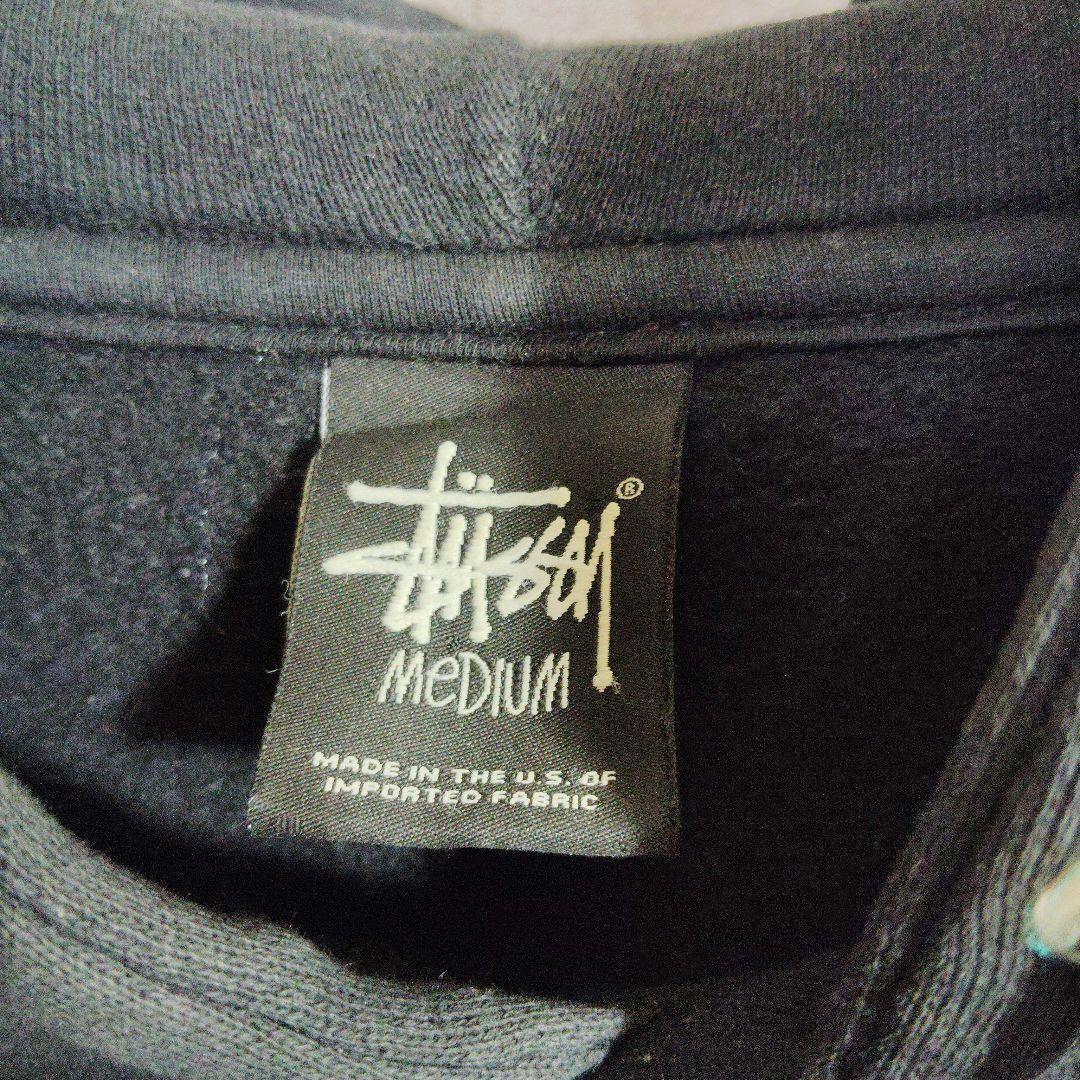 Stüssy ®
MeDIUM
MADE IN THE U.S. OF
IMPORTED FABRIC